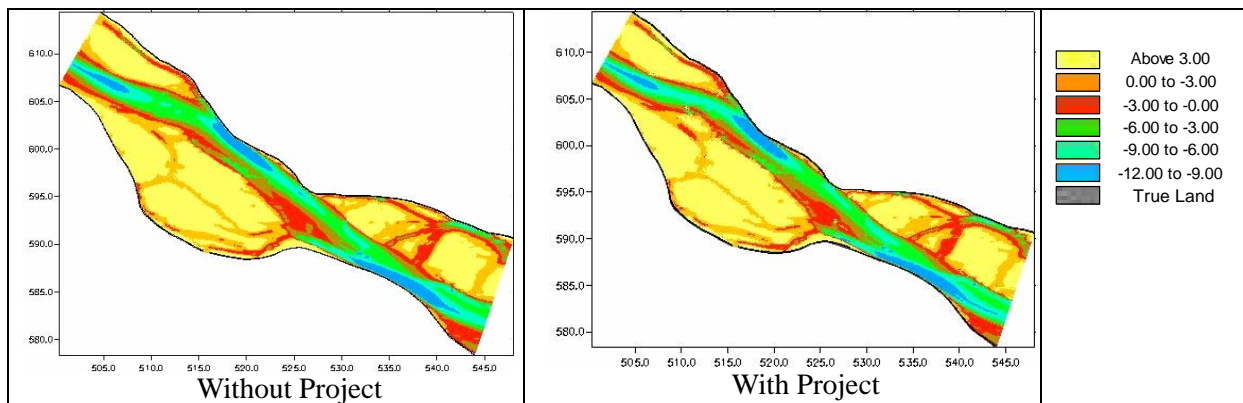 610.0
605.0
600.0
595.0
590.0
585.0
580.0
505.0 510.0 515.0 520.0 525.0 530.0 535.0 540.0 545.0
Without Project
610.0
605.0
600.0
595.0
590.0
585.0
580.0
505.0 510.0 515.0 520.0 525.0 530.0 535.0 540.0 545.0
With Project
Above 3.00
0.00 to -3.00
-3.00 to -0.00
-6.00 to -3.00
-9.00 to -6.00
-12.00 to -9.00
True Land